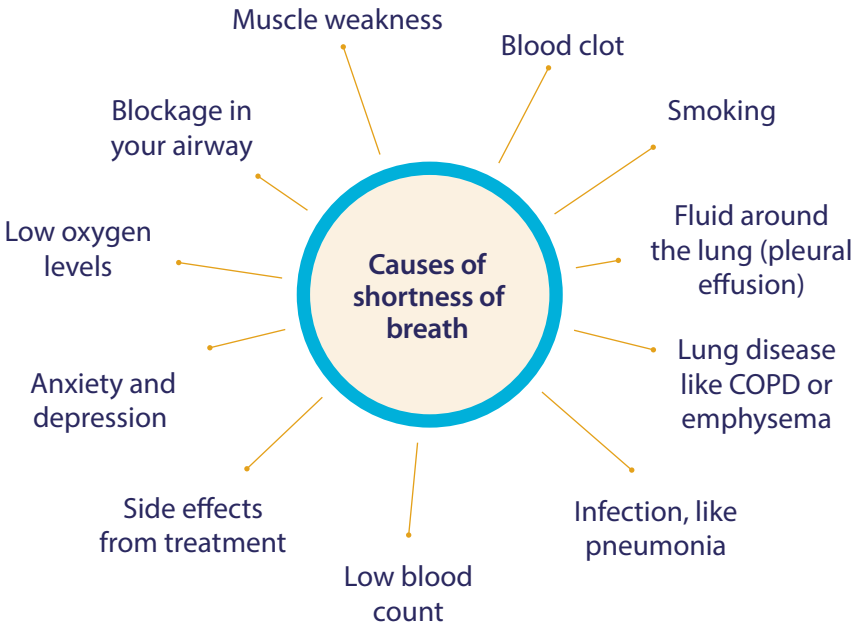 Muscle weakness
Blood clot
Smoking
Fluid around
the lung (pleural
effusion)
Lung disease
like COPD or
emphysema
Infection, like
pneumonia
Low blood
count
Side effects
from treatment
Anxiety and
depression
Low oxygen
levels
Blockage in
your airway
Causes of
shortness of
breath